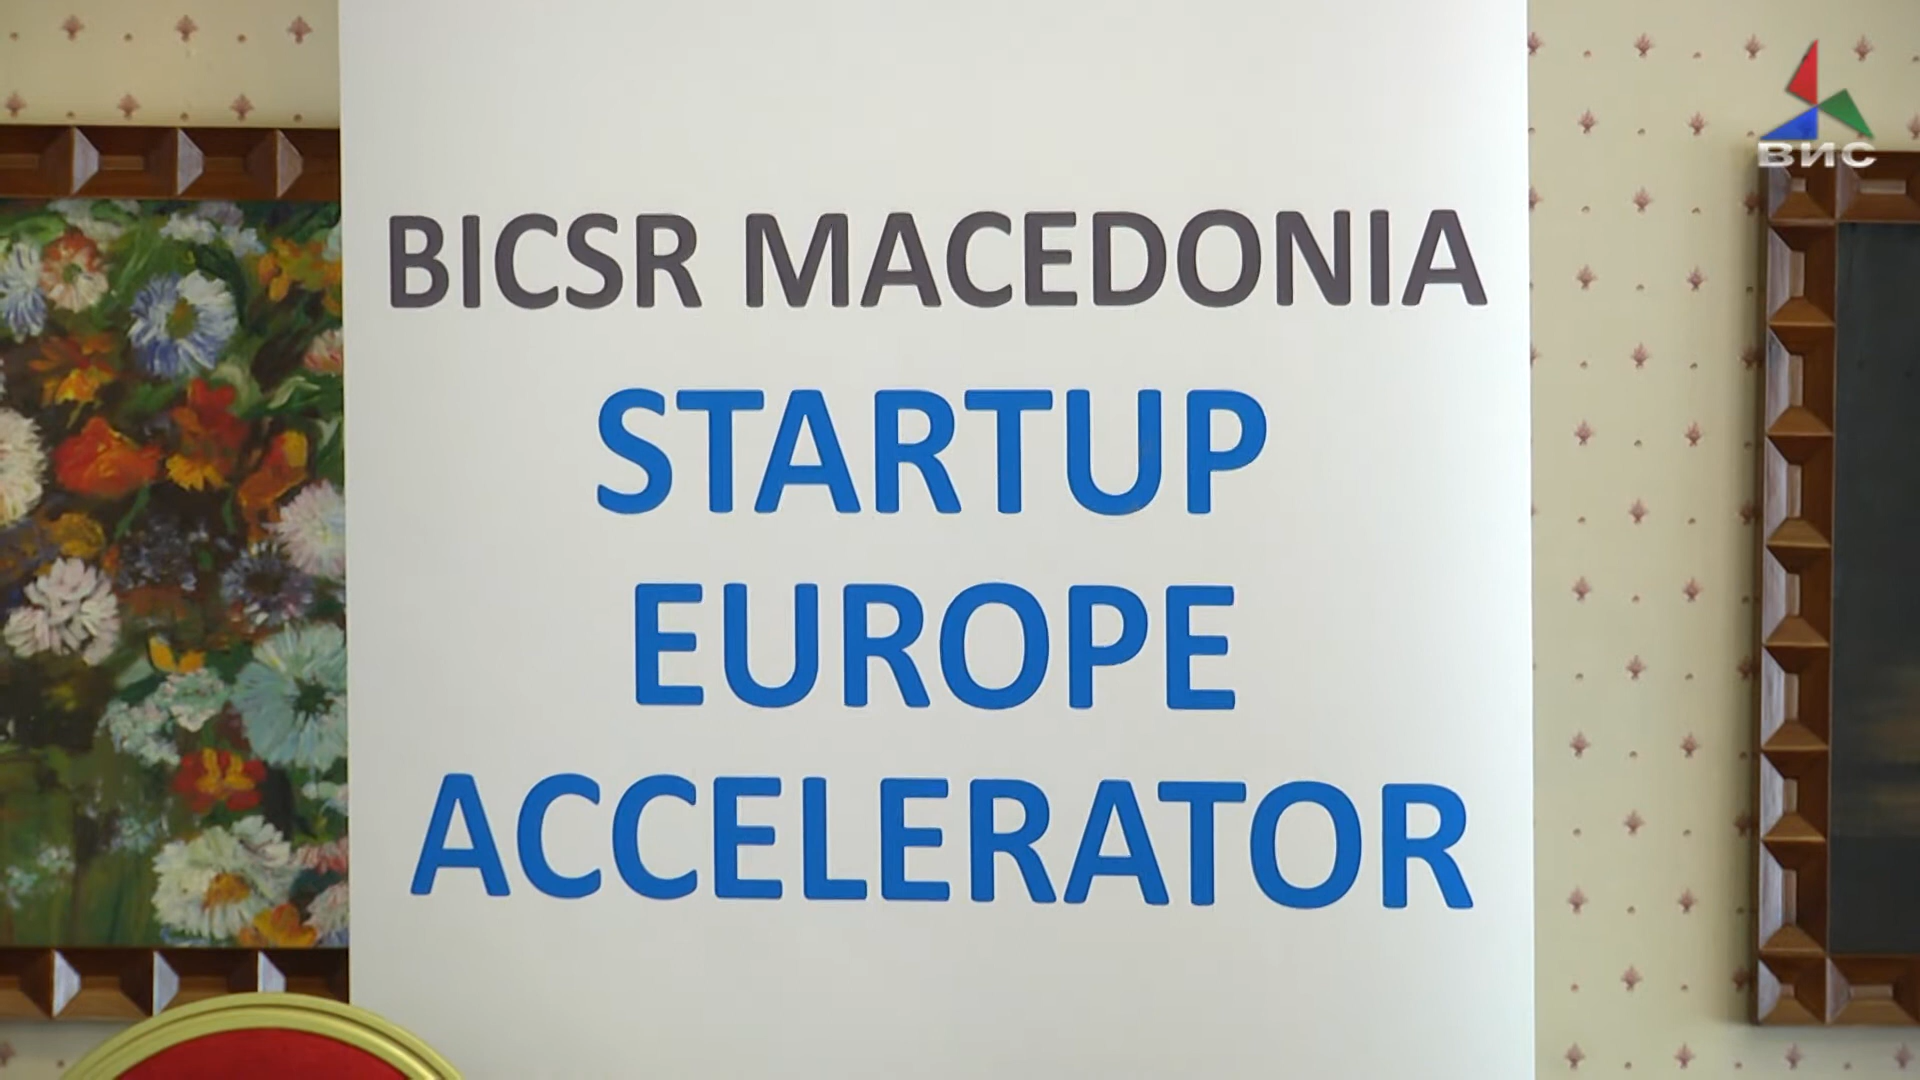 ВИС
BICSR MACEDONIA
STARTUP
EUROPE
ACCELERATOR